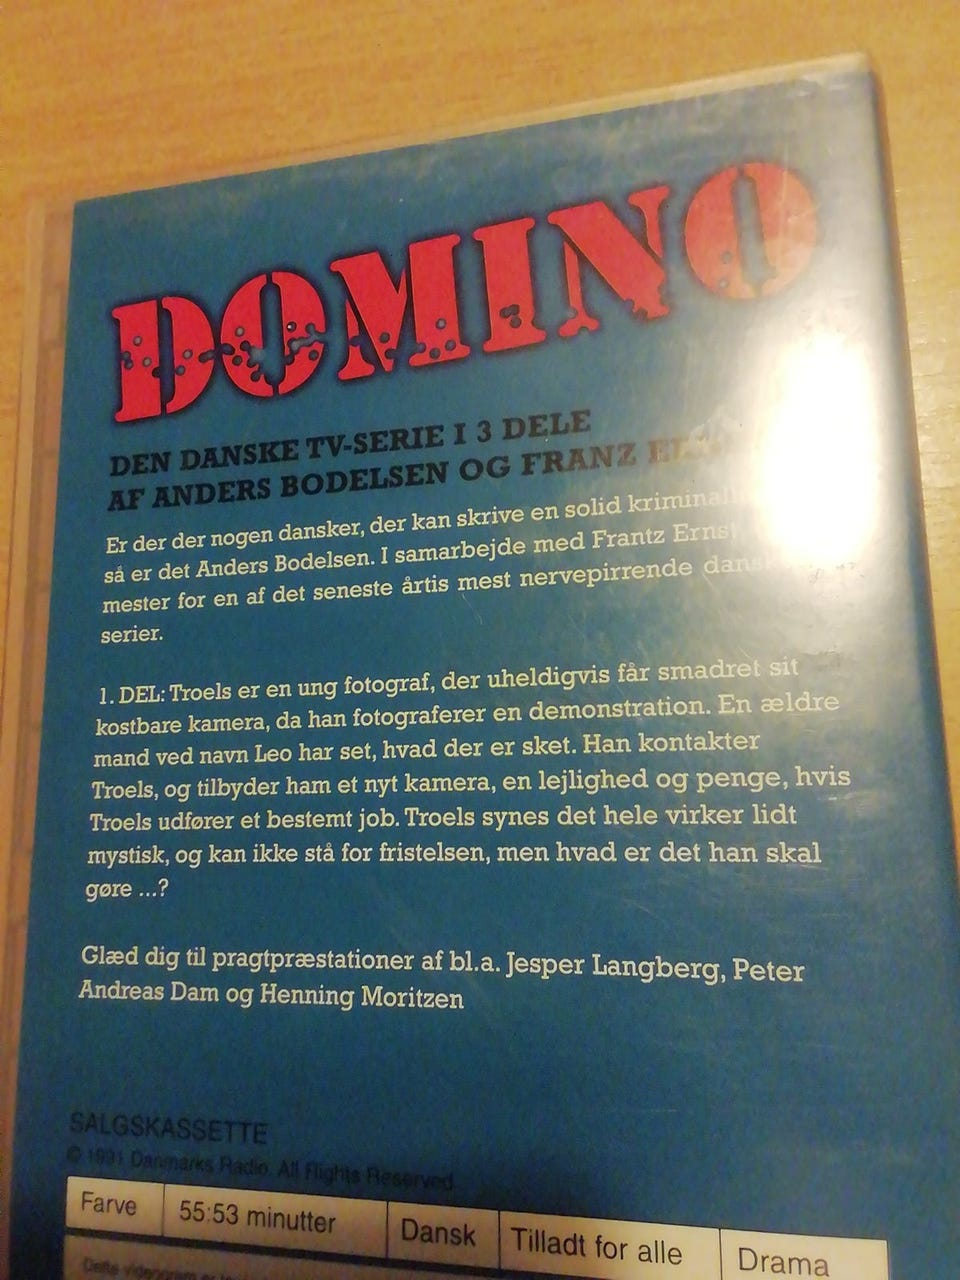 DOMINO
DEN DANSKE TV-SERIE I 3 DELE
AF ANDERS BODELSEN OG FRANZ
Er der der nogen dansker, der kan skrive en solid
så er det Anders Bodelsen. I samarbejde med Frantz Ernst
mester for en af det seneste årtis mest nervepirrende
serier.
1. DEL: Troels er en ung fotograf, der uheldigvis får smadret sit
kostbare kamera, da han fotograferer en demonstration. En ældre
mand ved navn Leo har set, hvad der er sket. Han kontakter
Troels, og tilbyder ham et nyt kamera, en lejlighed og penge, hvis
Troels udfører et bestemt job. Troels synes det hele virker lidt
mystisk, og kan ikke stå for fristelsen, men hvad er det han skal
gøre ...?
Glæd dig til pragtpræstationer af bl.a. Jesper Langberg, Peter
Andreas Dam og Henning Moritzen
SALGSKASSETTE
© 1991 Danmarks Radio. All Rights Reserved
Farve 55:53 minutter Dansk Tilladt for alle Drama
Dette videogram er